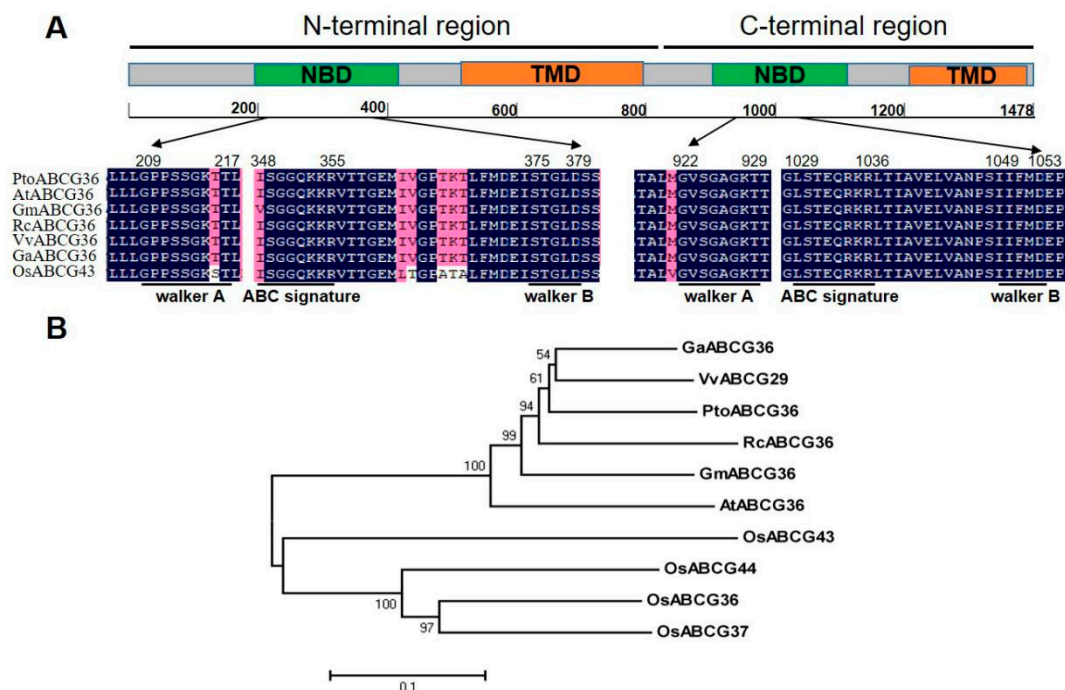 A
N-terminal region
C-terminal region
NBD
TMD
NBD
TMD
200
400
600
800
1000
1200
1478
209
217
348
355
375
379
922
929
1029
1036
1049
1053
PtoABCG36 LLLGPPSSGKTTL ISGGQKKRVTTGEMIVGPTKTLFMDEISTGLDSS TALMGVSGAGKTT GLSTEQRKRLTIAVELVANPSIIFMDEP
AtABCG36 LLLGPPSSGKTTL ISGGQKKRVTTGEMIVGPTKTLFMDEISTGLDSS TALMGVSGAGKTT GLSTEQRKRLTIAVELVANPSIIFMDEP
GmABCG36 LLLGPPSSGKTTL VSGGQKKRVTTGEMIVGPTKTLFMDEISTGLDSS TALMGVSGAGKTT GLSTEQRKRLTIAVELVANPSIIFMDEP
RcABCG36 LLLGPPSSGKTTL ISGGQKKRVTTGEMIVGPTKTLFMDEISTGLDSS TALMGVSGAGKTT GLSTEQRKRLTIAVELVANPSIIFMDEP
VvABCG36 LLLGPPSSGKTTL ISGGQKKRVTTGEMIVGPTKTLFMDEISTGLDSS TALMGVSGAGKTT GLSTEQRKRLTIAVELVANPSIIFMDEP
GaABCG36 LLLGPPSSGKTTL ISGGQKKRVTTGEMIVGPTKTLFMDEISTGLDSS TALMGVSGAGKTT GLSTEQRKRLTIAVELVANPSIIFMDEP
OsABCG43 LLLGPPSSGKSTL ISGGQKKRVTTGEMLTGPATALFMDEISTGLDSS TALVGVSGAGKTT GLSTEQRKRLTIAVELVANPSIIFMDEP
walker A
ABC signature
walker B
walker A
ABC signature
walker B
B
GaABCG36
54
VvABCG29
61
PtoABCG36
94
RcABCG36
99
GmABCG36
100
AtABCG36
OsABCG43
OsABCG44
100
OsABCG36
97
OsABCG37
0.1